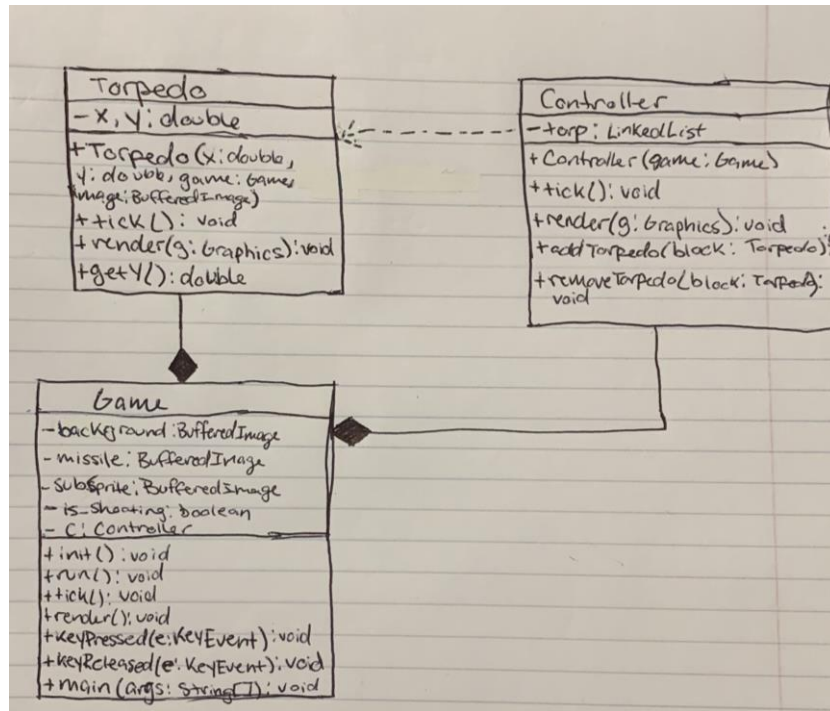 Torpedo
- x, y: double
+ Torpedo(x: double,
y: double, game: Game,
image: BufferedImage)
+ tick(): void
+ render(g: Graphics): void
+ getY(): double
Controller
- torp: LinkedList
+ Controller(game: Game)
+ tick(): void
+ render(g: Graphics): void
+ addTorpedo(block: Torpedo):
+ removeTorpedo(block: Torpedo):
void
Game
- background: BufferedImage
- missile: BufferedImage
- subSprite: BufferedImage
- is_shooting: boolean
- C: Controller
+ init(): void
+ run(): void
+ tick(): void
+ render(): void
+ keyPressed(e: KeyEvent): void
+ keyReleased(e: KeyEvent): void
+ main(args: String[]): void